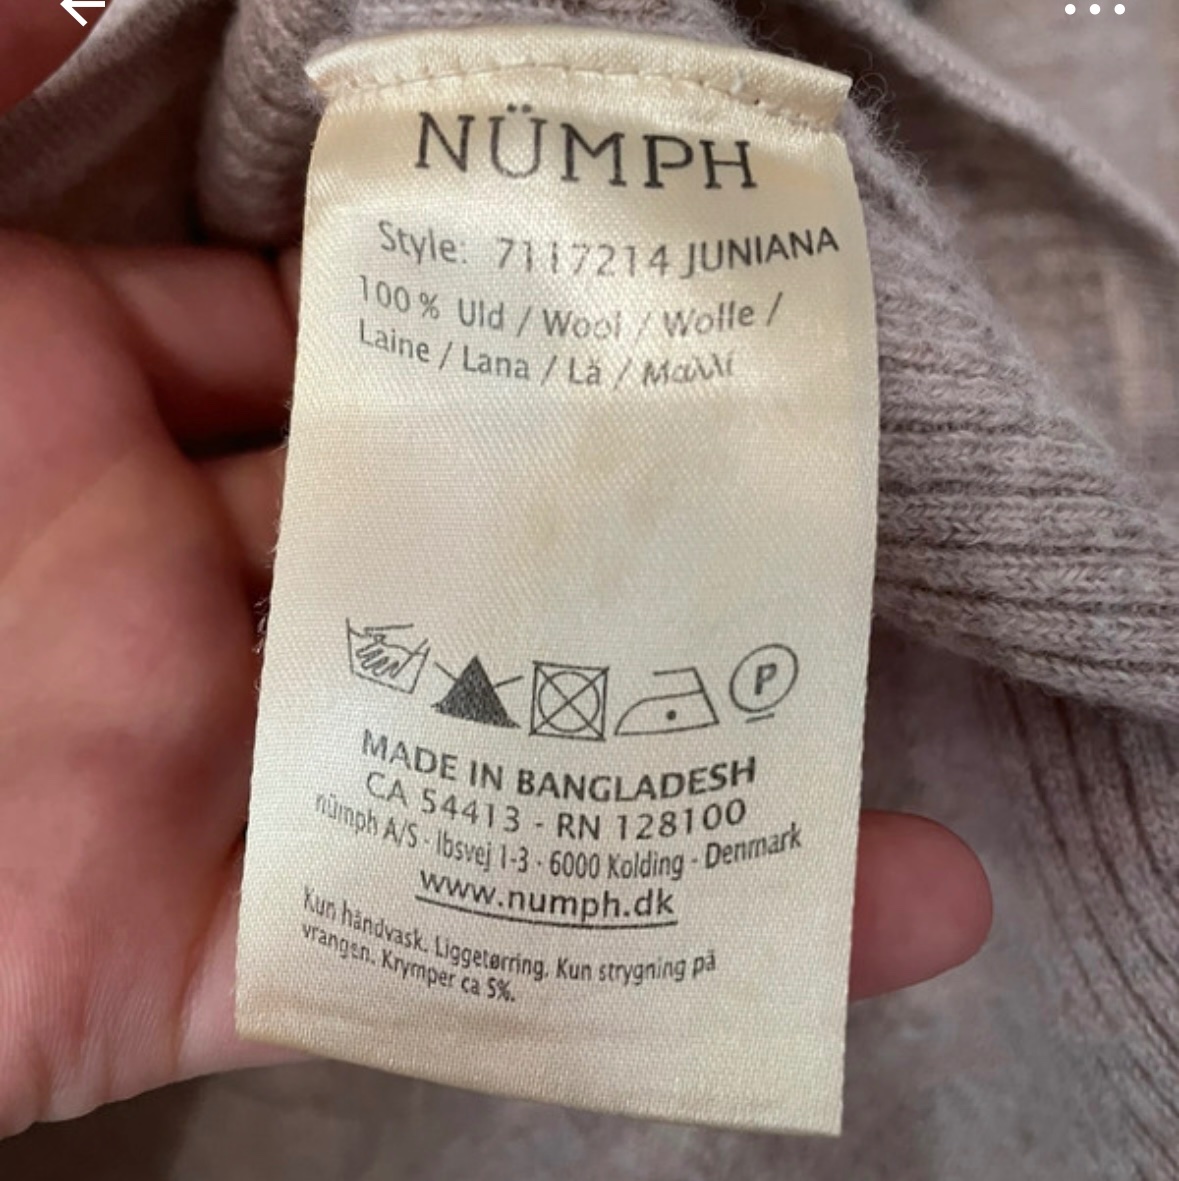 NÜMPH
Style: 7117214 JUNIANA
100 % Uld / Wool / Wolle /
Laine / Lana / Lã / Μαλλί
P
MADE IN BANGLADESH
CA 54413 - RN 128100
nümph A/S - Ibsvej 1-3 - 6000 Kolding - Denmark
www.numph.dk
Kun håndvask. Liggetørring. Kun strygning på
vrangen. Krymper ca 5%.